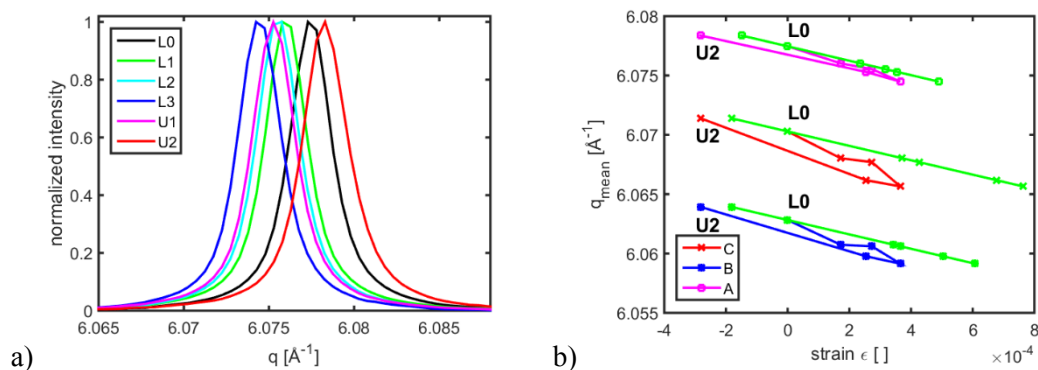 a)
normalized intensity
1
0.8
0.6
0.4
0.2
0
6.065
6.07
6.075
6.08
6.085
q [Å-1]
L0
L1
L2
L3
U1
U2
b)
qmean [Å-1]
6.08
6.075
6.07
6.065
6.06
6.055
-4
-2
0
2
4
6
8
×10-4
strain ϵ [ ]
L0
U2
L0
U2
L0
U2
C
B
A